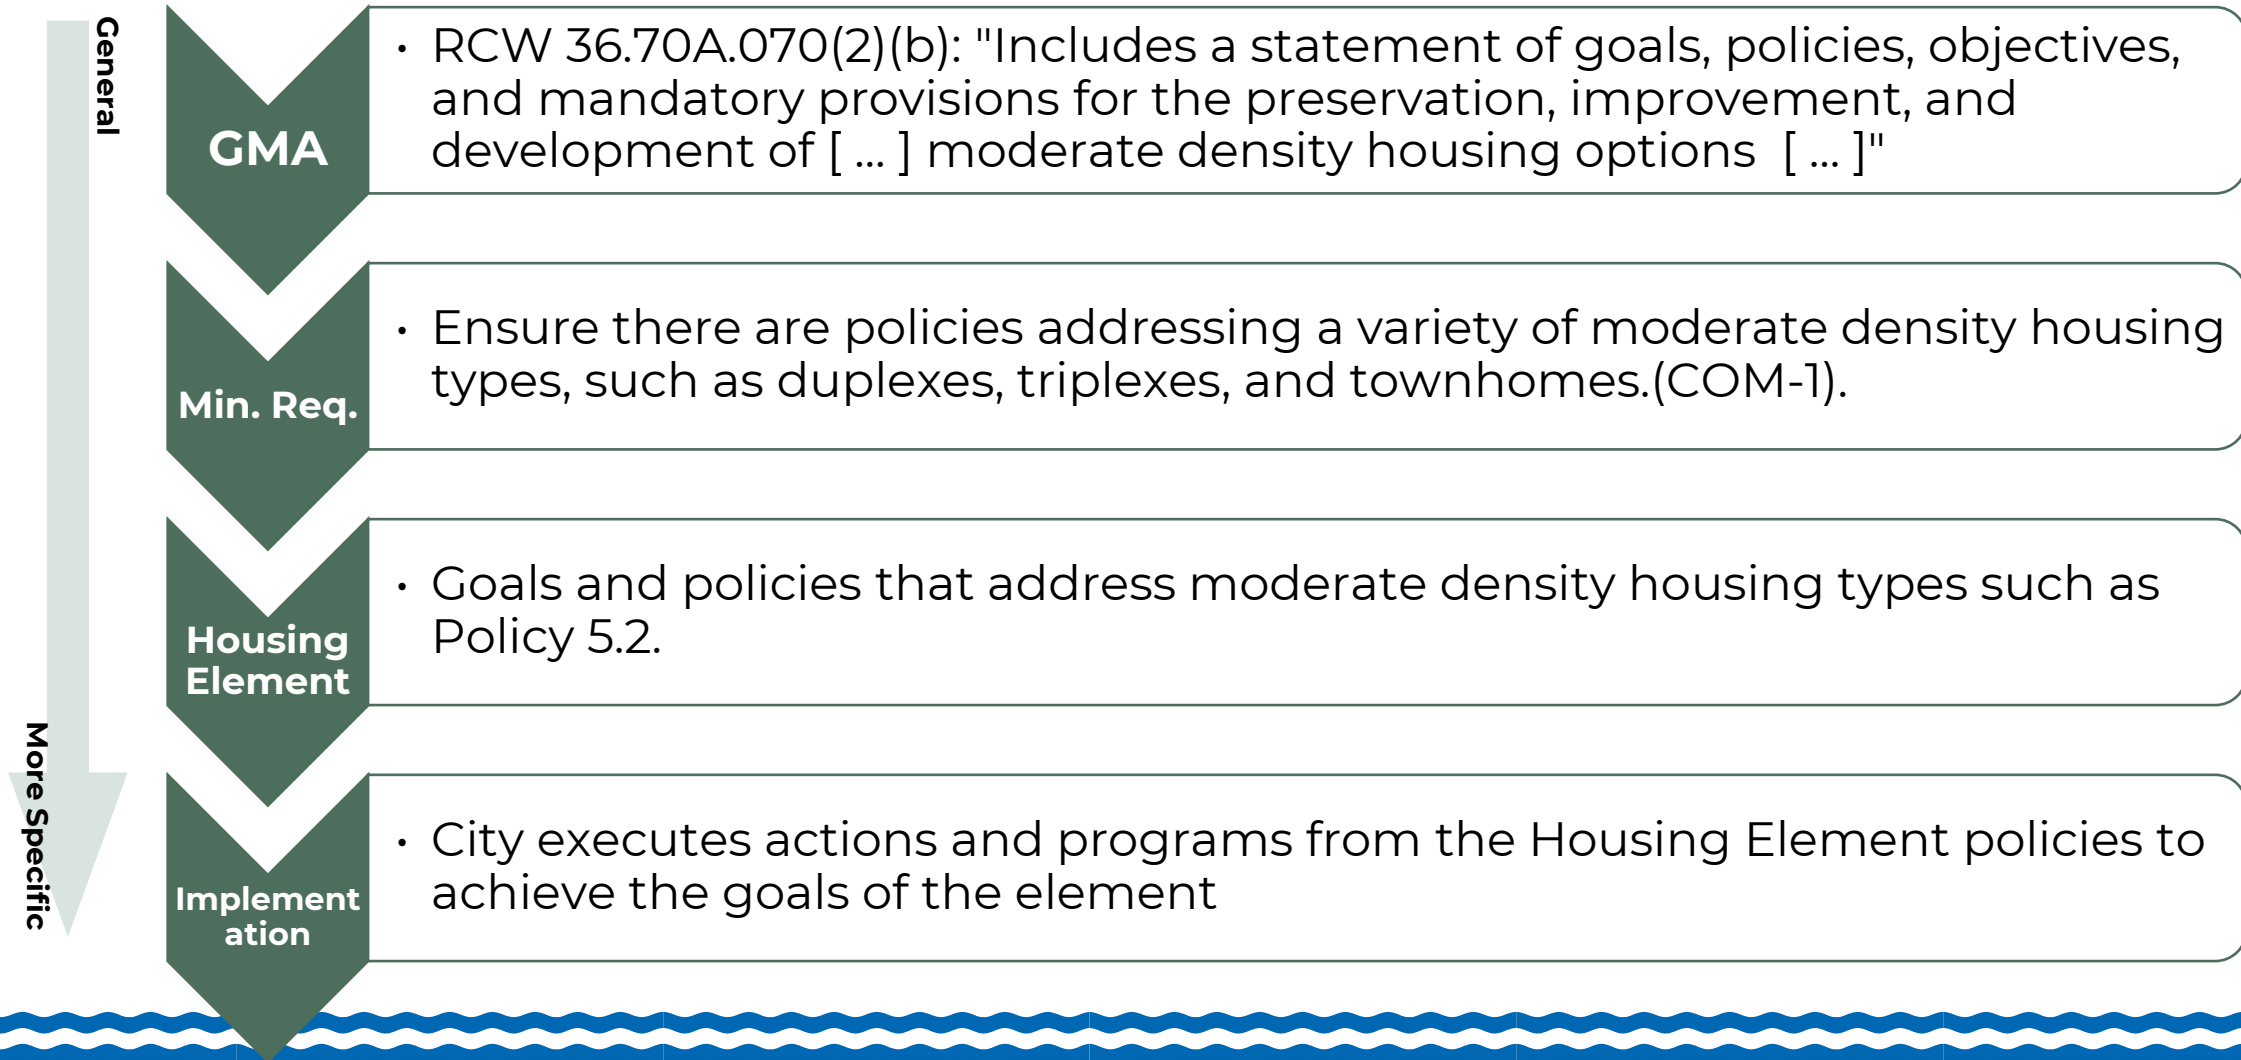 General
GMA
• RCW 36.70A.070(2)(b): "Includes a statement of goals, policies, objectives,
and mandatory provisions for the preservation, improvement, and
development of [ ... ] moderate density housing options  [ ... ]"
Min. Req.
• Ensure there are policies addressing a variety of moderate density housing
types, such as duplexes, triplexes, and townhomes.(COM-1).
Housing
Element
• Goals and policies that address moderate density housing types such as
Policy 5.2.
More Specific
Implement
ation
• City executes actions and programs from the Housing Element policies to
achieve the goals of the element